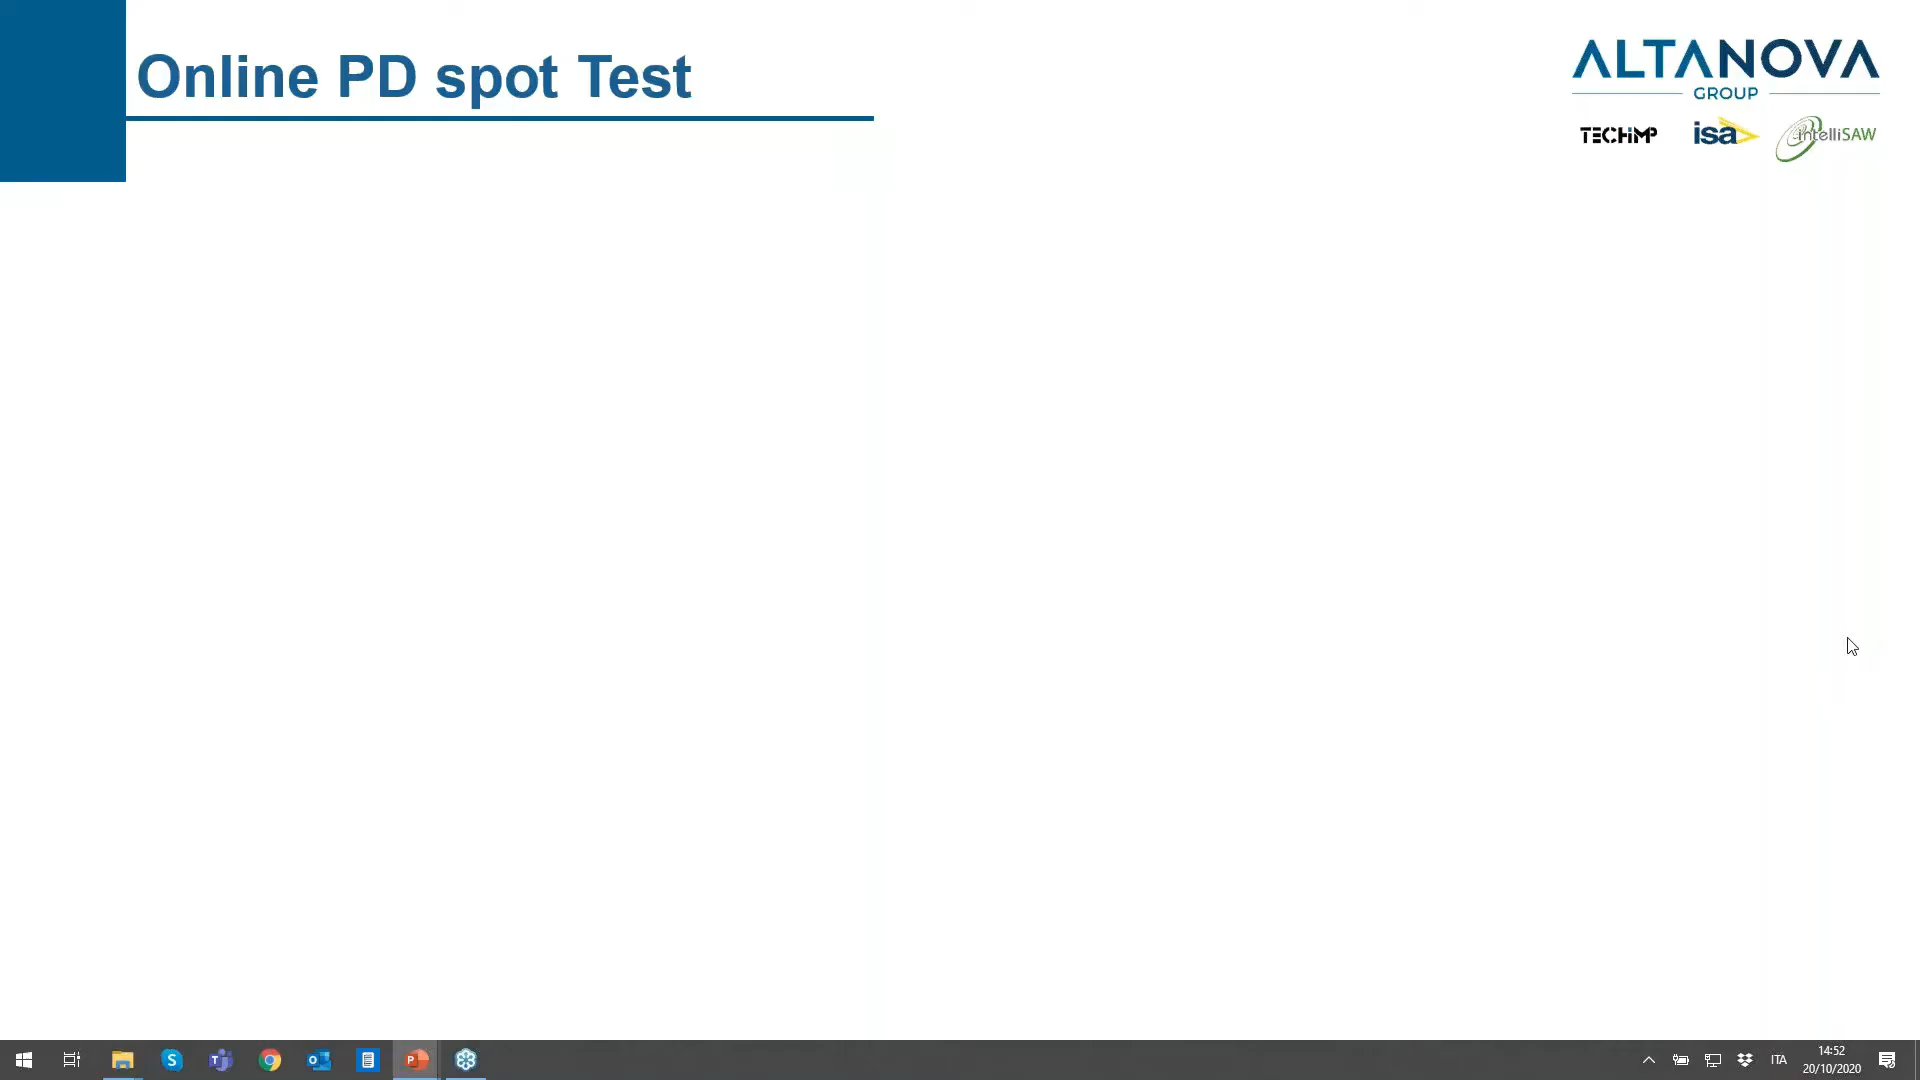 Online PD spot Test
ALTANOVA
GROUP
TECHIMP
isa
intelliSAW
ITA
14:52
20/10/2020